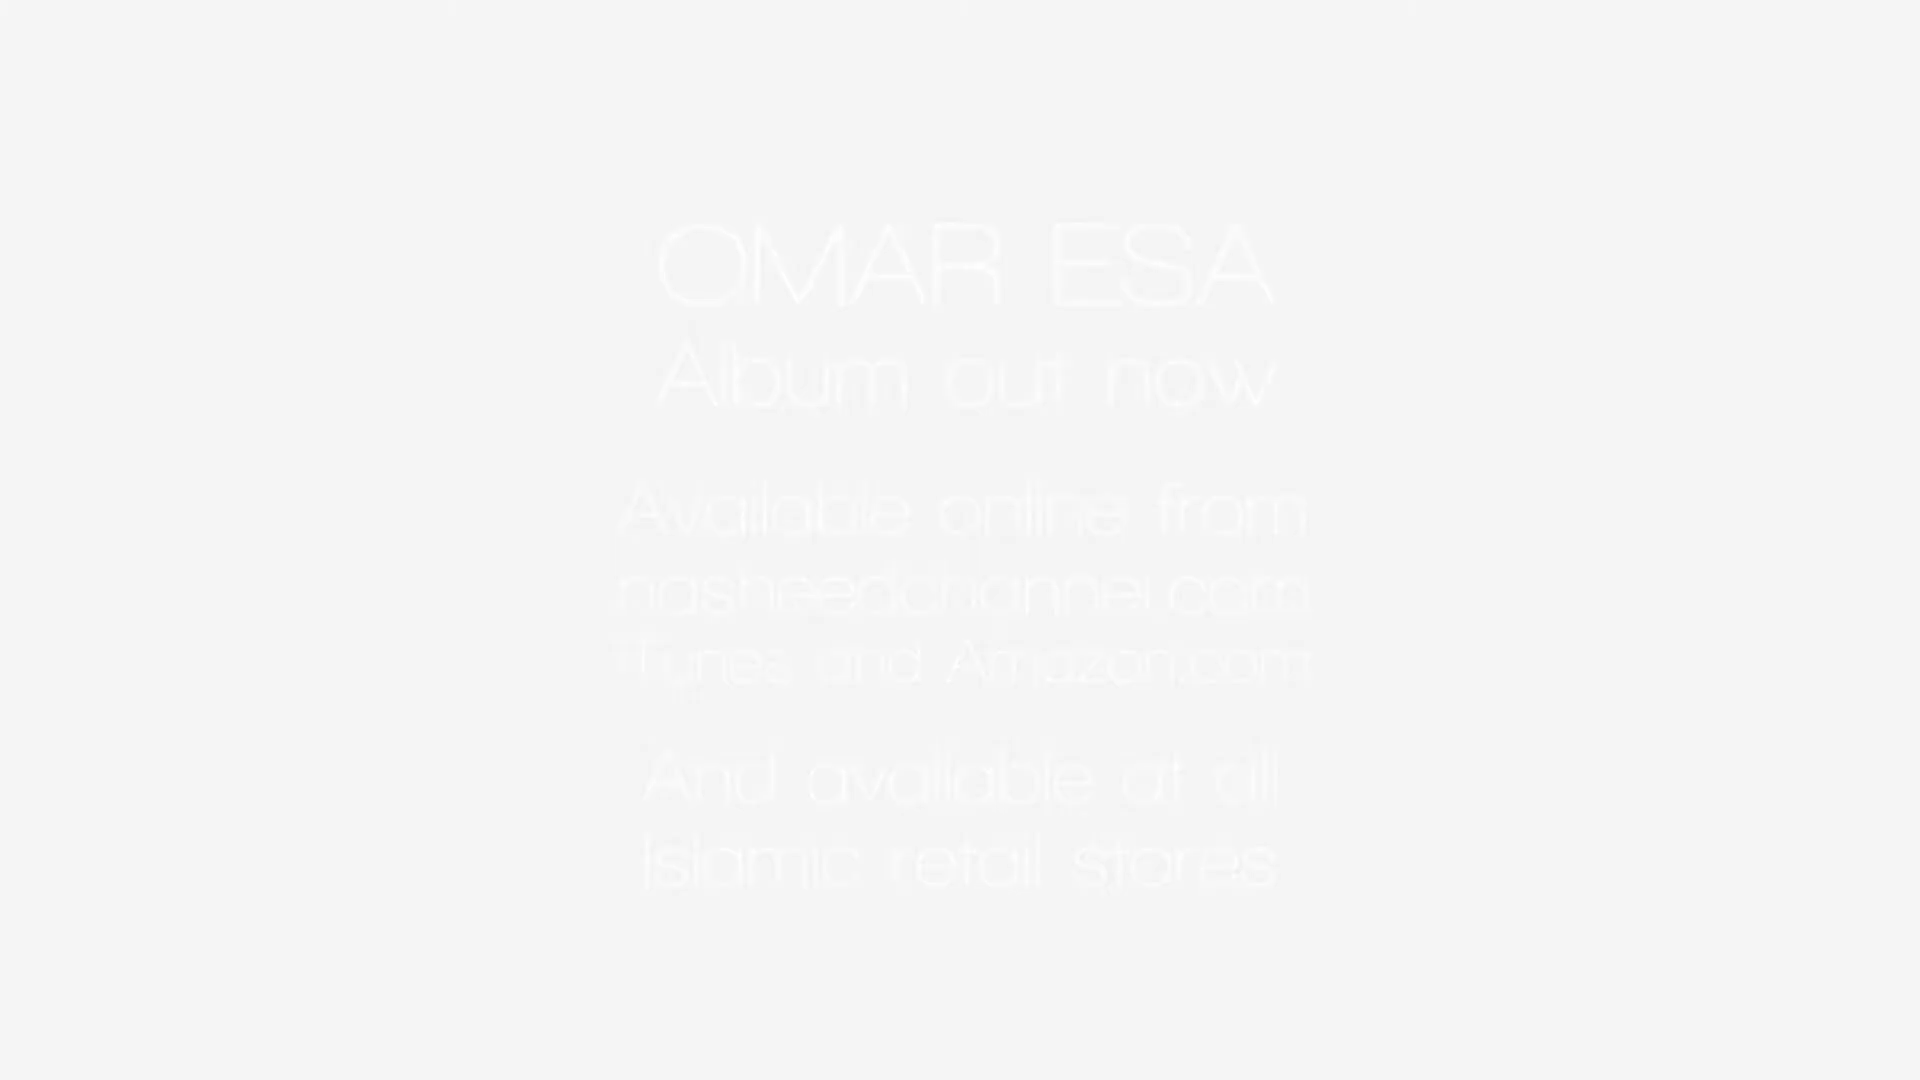 OMAR ESA
Album out now
Available online from
nasheedchannel.com
iTunes and Amazon.com
And available at all
Islamic retail stores